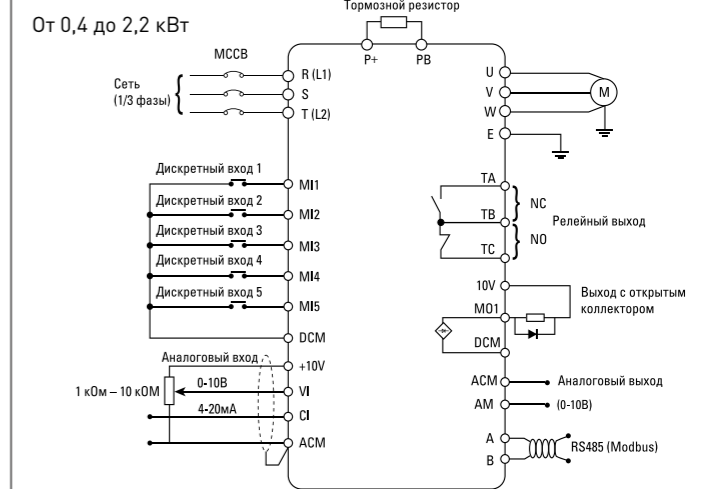 Тормозной резистор
От 0,4 до 2,2 кВт
P+ PB
MCCB
Сеть
(1/3 фазы)
R (L1)
S
T (L2)
U
V
W
E
M
Дискретный вход 1
MI1
Дискретный вход 2
MI2
Дискретный вход 3
MI3
Дискретный вход 4
MI4
Дискретный вход 5
MI5
DCM
Аналоговый вход
+10V
1 кОм – 10 кОМ
0-10В
VI
4-20мА
CI
ACM
TA
NC
TB
Релейный выход
NO
TC
10V
Выход с открытым
коллектором
MO1
DCM
ACM
Аналоговый выход
AM
(0-10В)
A
RS485 (Modbus)
B